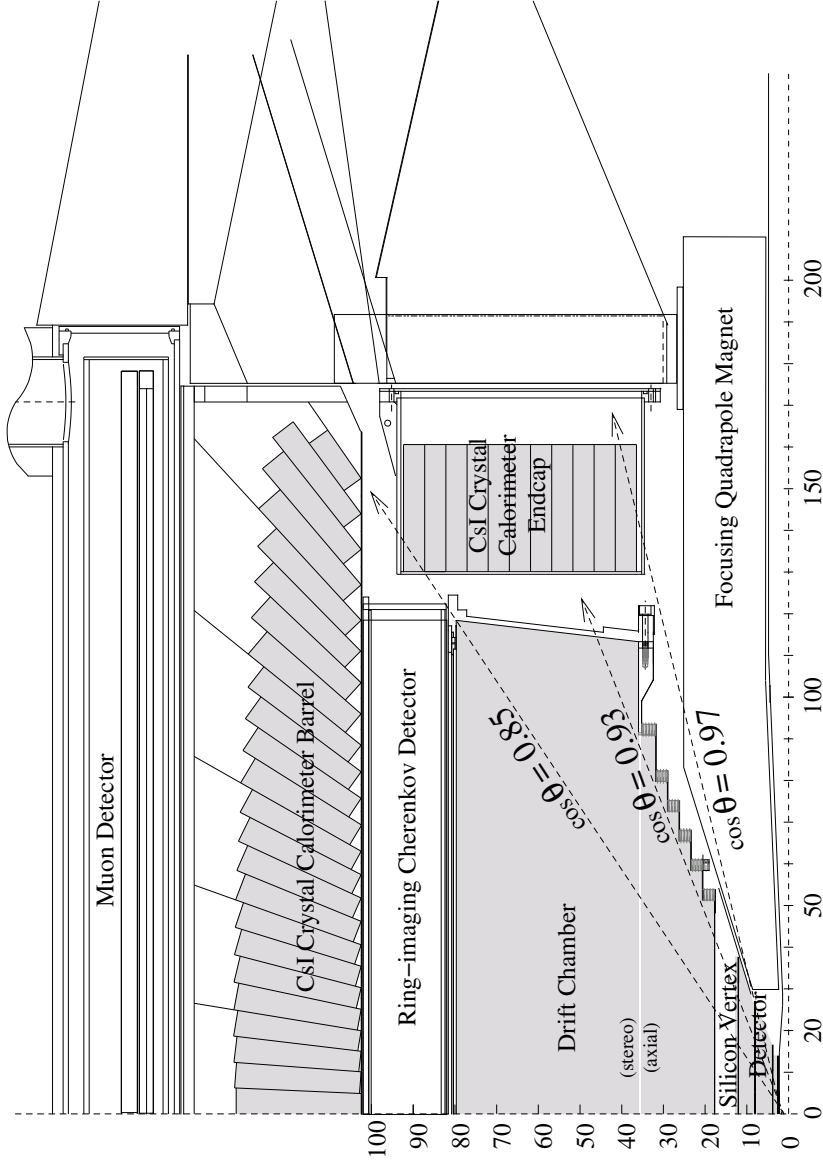 Muon Detector
CsI Crystal Calorimeter Barrel
Ring−imaging Cherenkov Detector
Drift Chamber
(stereo)
(axial)
Silicon Vertex
Detector
CsI Crystal
Calorimeter
Endcap
Focusing Quadrapole Magnet
cos θ = 0.85
cos θ = 0.93
cos θ = 0.97
100
90
80
70
60
50
40
30
20
10
0
0
20
50
100
150
200